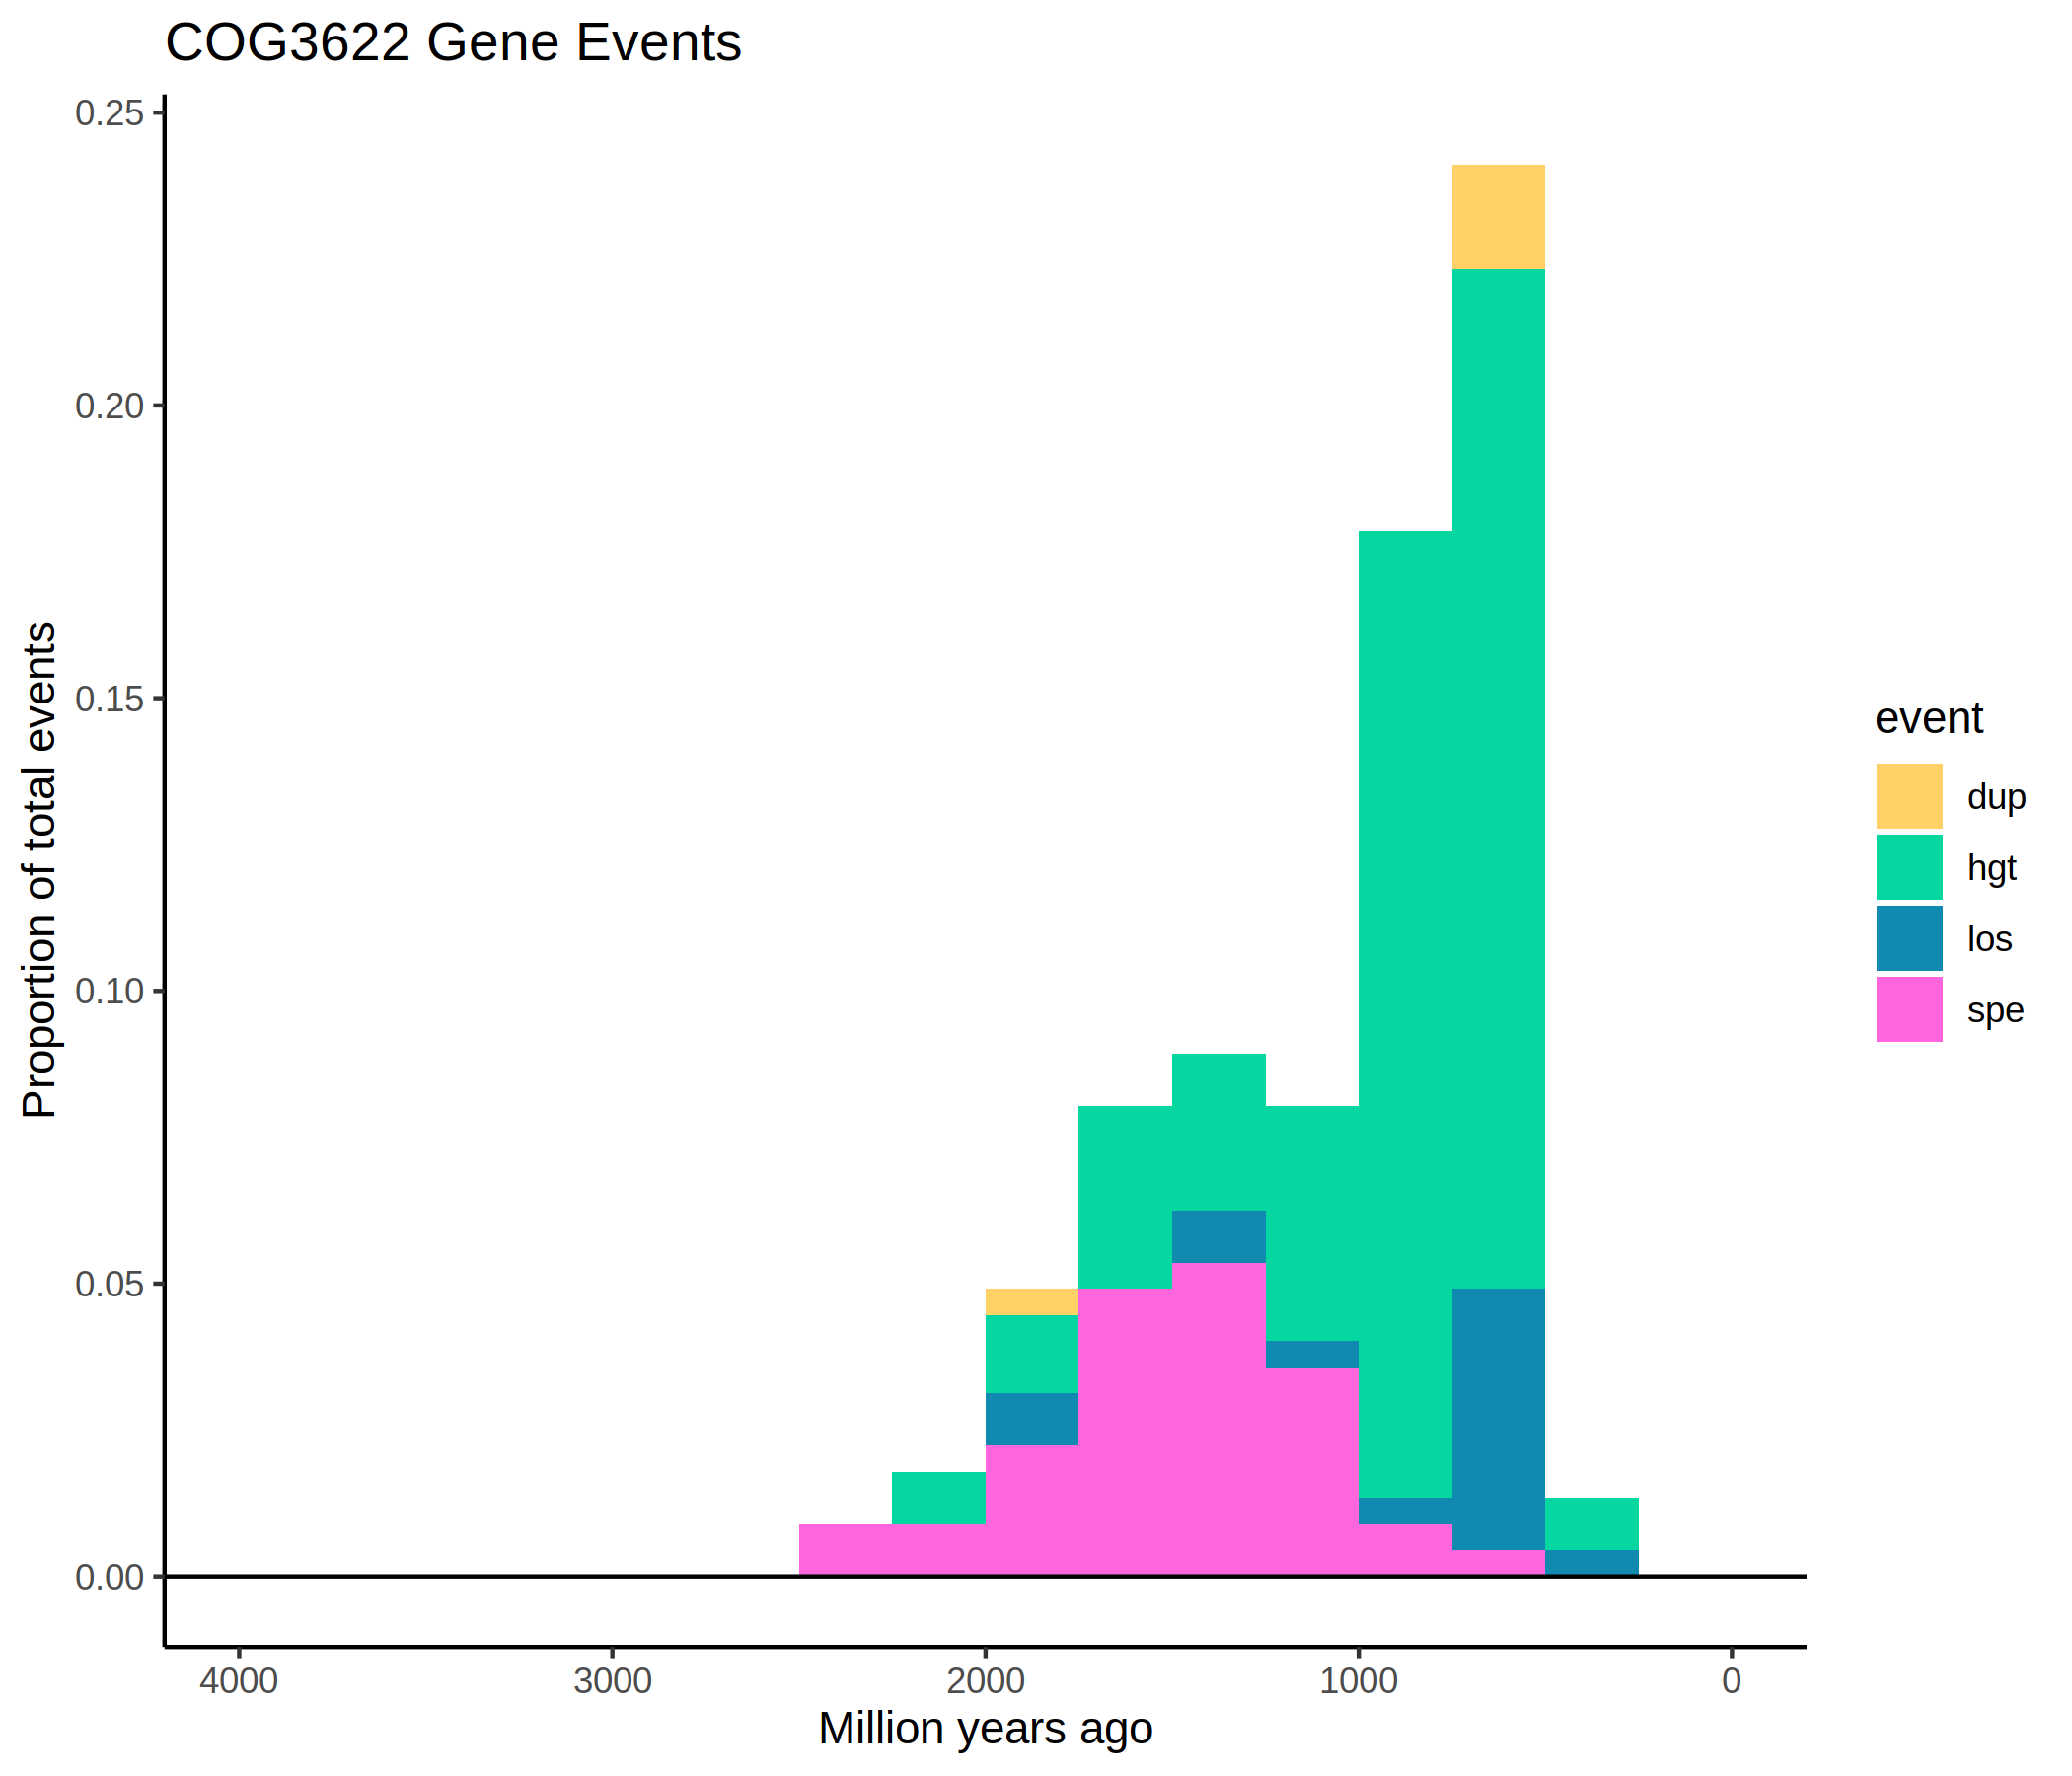 COG3622 Gene Events
0.25
0.20
0.15
0.10
0.05
0.00
Proportion of total events
4000 3000 2000 1000 0
Million years ago
event
dup
hgt
los
spe